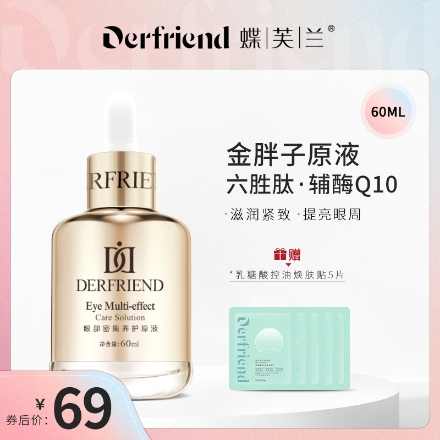 Derfriend 蝶|芙|兰®
60ML
金胖子原液
六胜肽·辅酶Q10
·滋润紧致 ·提亮眼周
赠
*乳糖酸控油焕肤贴5片
ERFRIE
DERFRIEND
Eye Multi-effect
Care Solution
眼部密集养护原液
净含量:60ml
Derfriend
券后价
¥69